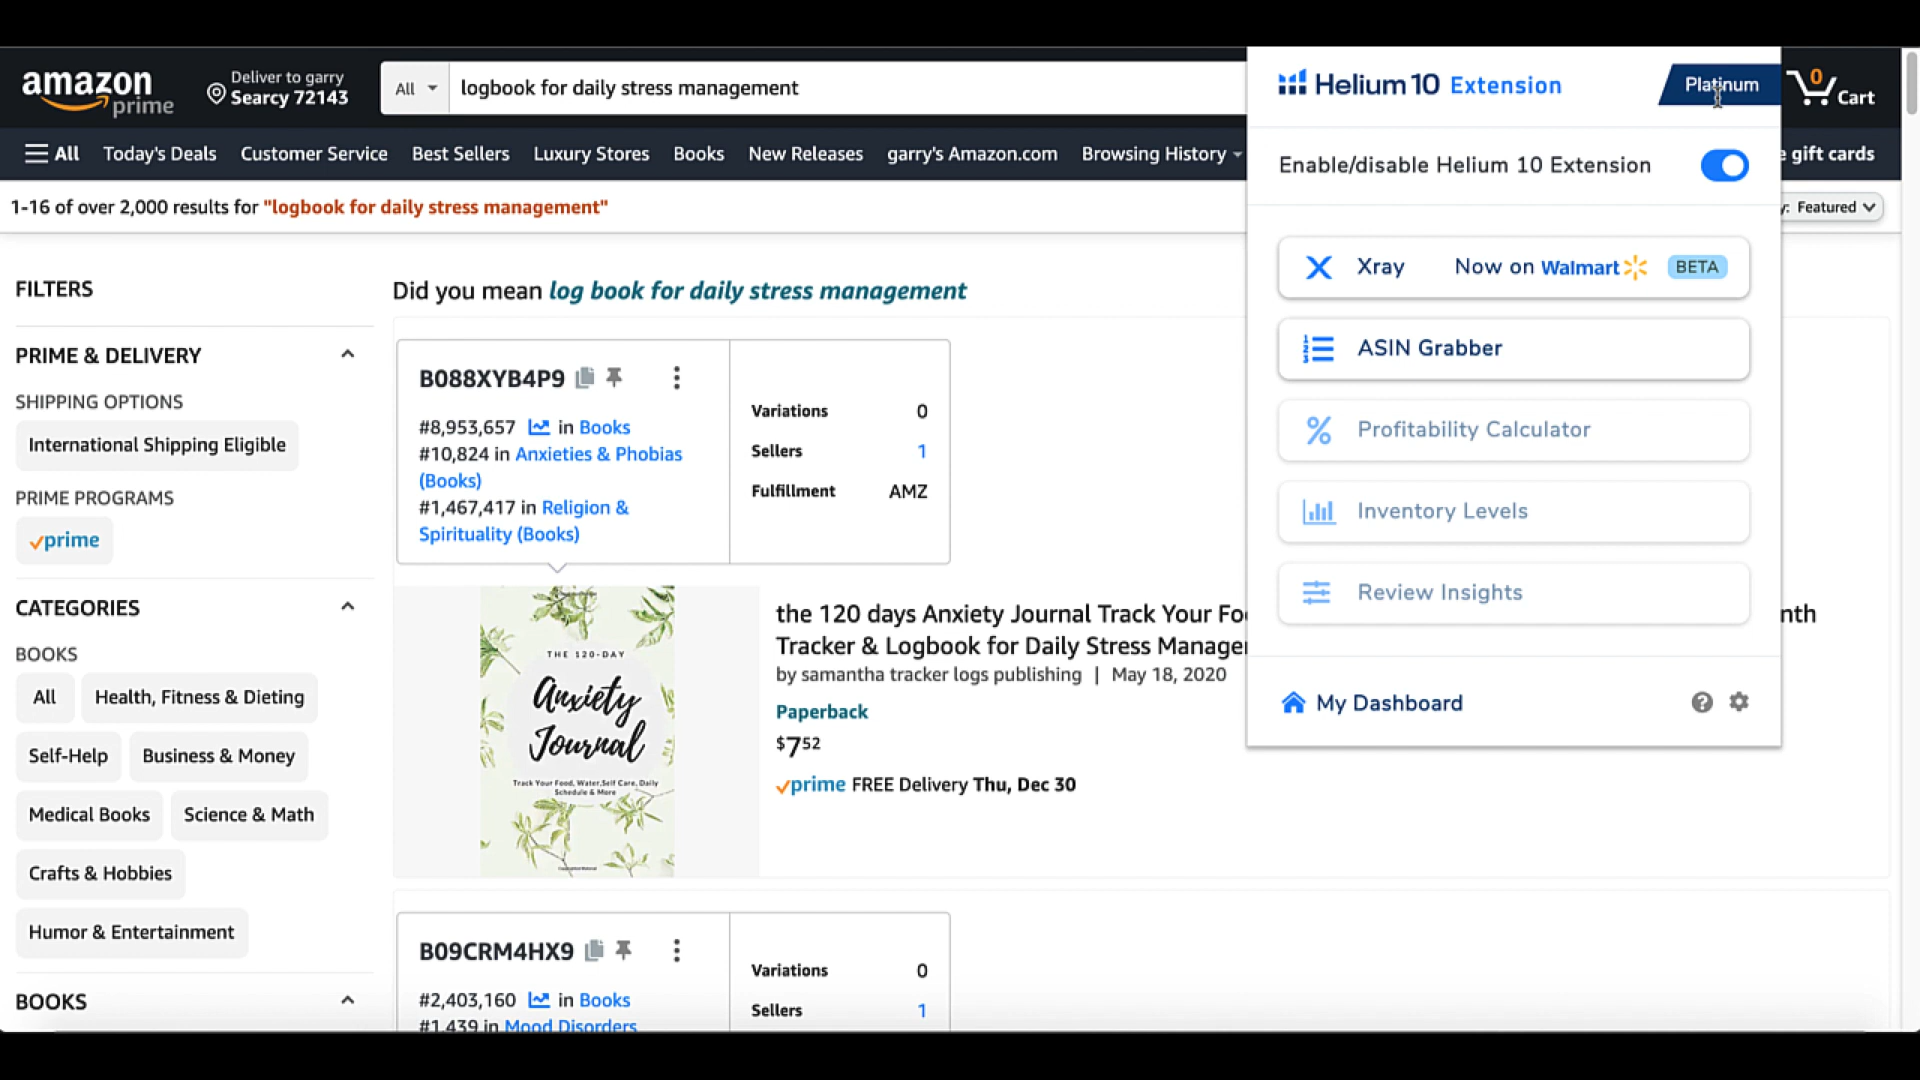 amazon
prime
Deliver to garry
Searcy 72143
All
logbook for daily stress management
0
Cart
All
Today's Deals
Customer Service
Best Sellers
Luxury Stores
Books
New Releases
garry's Amazon.com
Browsing History
gift cards
1-16 of over 2,000 results for "logbook for daily stress management"
y: Featured
Helium 10 Extension
Platinum
Enable/disable Helium 10 Extension
Xray
Now on Walmart
BETA
ASIN Grabber
Profitability Calculator
Inventory Levels
Review Insights
My Dashboard
FILTERS
PRIME & DELIVERY
SHIPPING OPTIONS
International Shipping Eligible
PRIME PROGRAMS
prime
CATEGORIES
BOOKS
All
Health, Fitness & Dieting
Self-Help
Business & Money
Medical Books
Science & Math
Crafts & Hobbies
Humor & Entertainment
BOOKS
Did you mean log book for daily stress management
B088XYB4P9
#8,953,657 in Books
#10,824 in Anxieties & Phobias
(Books)
#1,467,417 in Religion &
Spirituality (Books)
Variations 0
Sellers 1
Fulfillment AMZ
THE 120-DAY
Anxiety
Journal
Track Your Food, Water,Self Care, Daily
Schedule & More
the 120 days Anxiety Journal Track Your Fo
nth
Tracker & Logbook for Daily Stress Manage
by samantha tracker logs publishing | May 18, 2020
Paperback
$752
prime FREE Delivery Thu, Dec 30
B09CRM4HX9
#2,403,160 in Books
#1,439 in Mood Disorders
Variations 0
Sellers 1